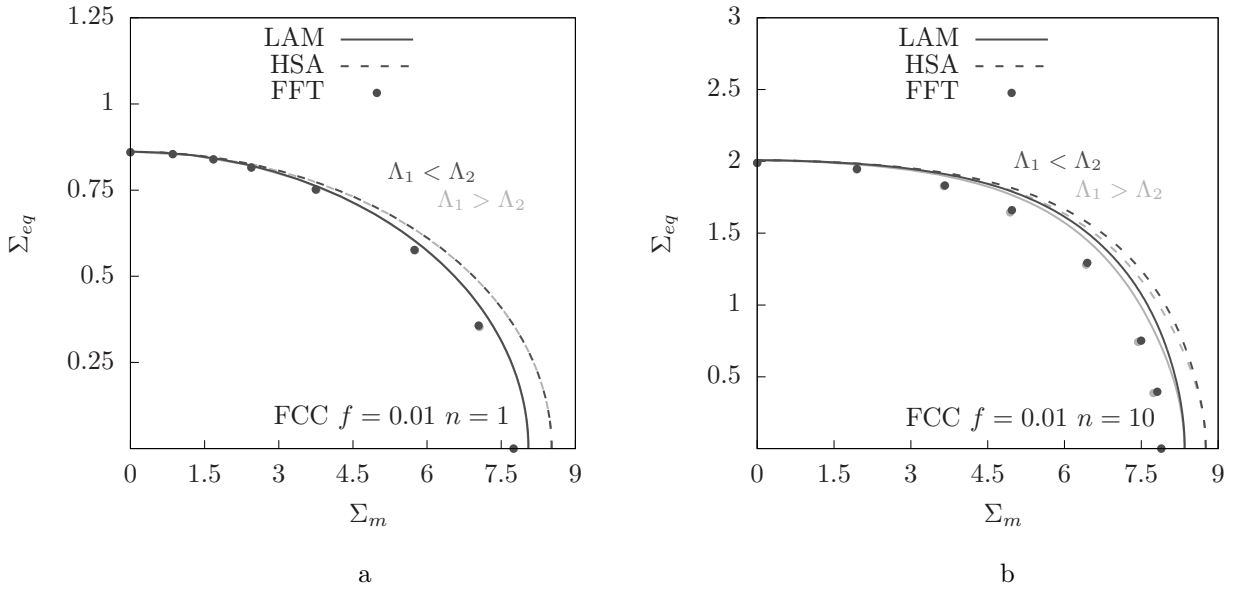 1.25
1
0.75
0.5
0.25
Σeq
LAM
HSA
FFT
Λ1 < Λ2
Λ1 > Λ2
FCC f = 0.01 n = 1
0 1.5 3 4.5 6 7.5 9
Σm
a
3
2.5
2
1.5
1
0.5
Σeq
LAM
HSA
FFT
Λ1 < Λ2
Λ1 > Λ2
FCC f = 0.01 n = 10
0 1.5 3 4.5 6 7.5 9
Σm
b